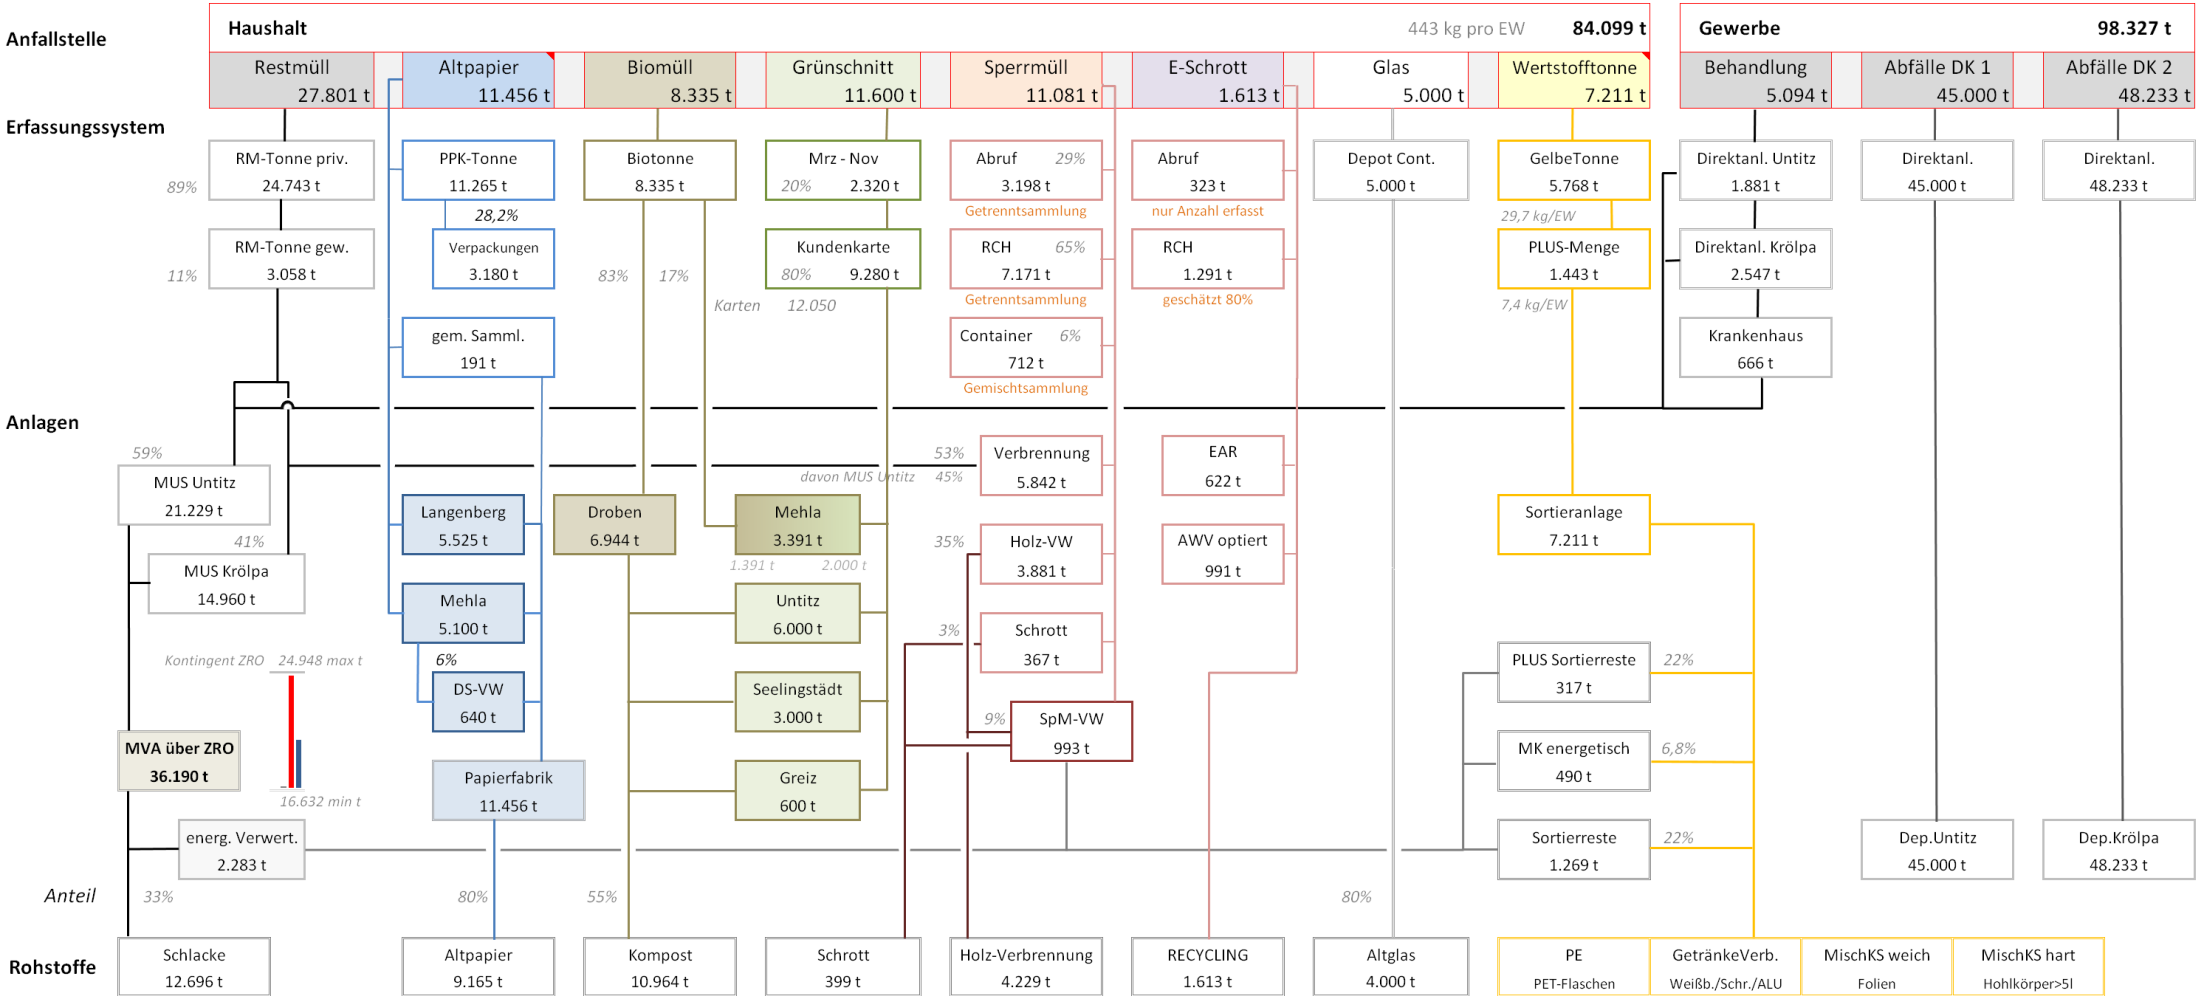 Anfallstelle
Haushalt 443 kg pro EW 84.099 t
Gewerbe 98.327 t
Restmüll
27.801 t
Altpapier
11.456 t
Biomüll
8.335 t
Grünschnitt
11.600 t
Sperrmüll
11.081 t
E-Schrott
1.613 t
Glas
5.000 t
Wertstofftonne
7.211 t
Behandlung
5.094 t
Abfälle DK 1
45.000 t
Abfälle DK 2
48.233 t
Erfassungssystem
RM-Tonne priv.
24.743 t
89%
RM-Tonne gew.
3.058 t
11%
PPK-Tonne
11.265 t
28,2%
Verpackungen
3.180 t
gem. Samml.
191 t
Biotonne
8.335 t
83%
17%
Mrz - Nov
20% 2.320 t
Kundenkarte
80% 9.280 t
Karten 12.050
Abruf 29%
3.198 t
Getrenntsammlung
RCH 65%
7.171 t
Getrenntsammlung
Container 6%
712 t
Gemischtsammlung
Abruf
323 t
nur Anzahl erfasst
RCH
1.291 t
geschätzt 80%
Depot Cont.
5.000 t
GelbeTonne
5.768 t
29,7 kg/EW
PLUS-Menge
1.443 t
7,4 kg/EW
Direktanl. Untitz
1.881 t
Direktanl. Krölpa
2.547 t
Krankenhaus
666 t
Direktanl.
45.000 t
Direktanl.
48.233 t
Anlagen
59%
MUS Untitz
21.229 t
41%
MUS Krölpa
14.960 t
Kontingent ZRO 24.948 max t
16.632 min t
MVA über ZRO
36.190 t
energ. Verwert.
2.283 t
Langenberg
5.525 t
Mehla
5.100 t
6%
DS-VW
640 t
Papierfabrik
11.456 t
Droben
6.944 t
Mehla
3.391 t
1.391 t 2.000 t
Untitz
6.000 t
Seelingstädt
3.000 t
Greiz
600 t
53%
davon MUS Untitz 45%
Verbrennung
5.842 t
35%
Holz-VW
3.881 t
3%
Schrott
367 t
9%
SpM-VW
993 t
EAR
622 t
AWV optiert
991 t
Sortieranlage
7.211 t
PLUS Sortierreste
317 t
22%
MK energetisch
490 t
6,8%
Sortierreste
1.269 t
22%
Dep.Untitz
45.000 t
Dep.Krölpa
48.233 t
Anteil
33%
80%
55%
80%
Rohstoffe
Schlacke
12.696 t
Altpapier
9.165 t
Kompost
10.964 t
Schrott
399 t
Holz-Verbrennung
4.229 t
RECYCLING
1.613 t
Altglas
4.000 t
PE
PET-Flaschen
GetränkeVerb.
Weißb./Schr./ALU
MischKS weich
Folien
MischKS hart
Hohlkörper>5l